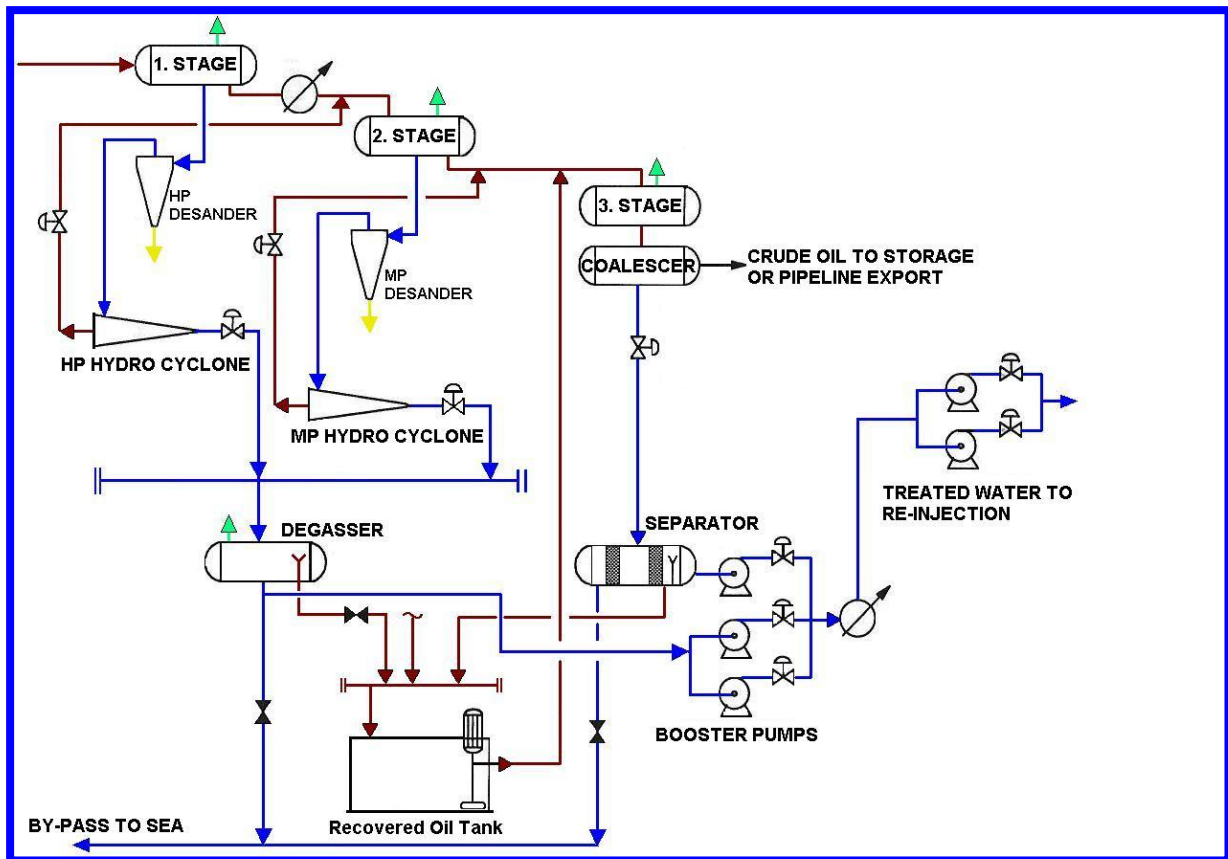 1. STAGE
2. STAGE
HP
DESANDER
3. STAGE
CRUDE OIL TO STORAGE
OR PIPELINE EXPORT
COALESCER
MP
DESANDER
HP HYDRO CYCLONE
MP HYDRO CYCLONE
TREATED WATER TO
RE-INJECTION
DEGASSER
SEPARATOR
BOOSTER PUMPS
BY-PASS TO SEA
Recovered Oil Tank